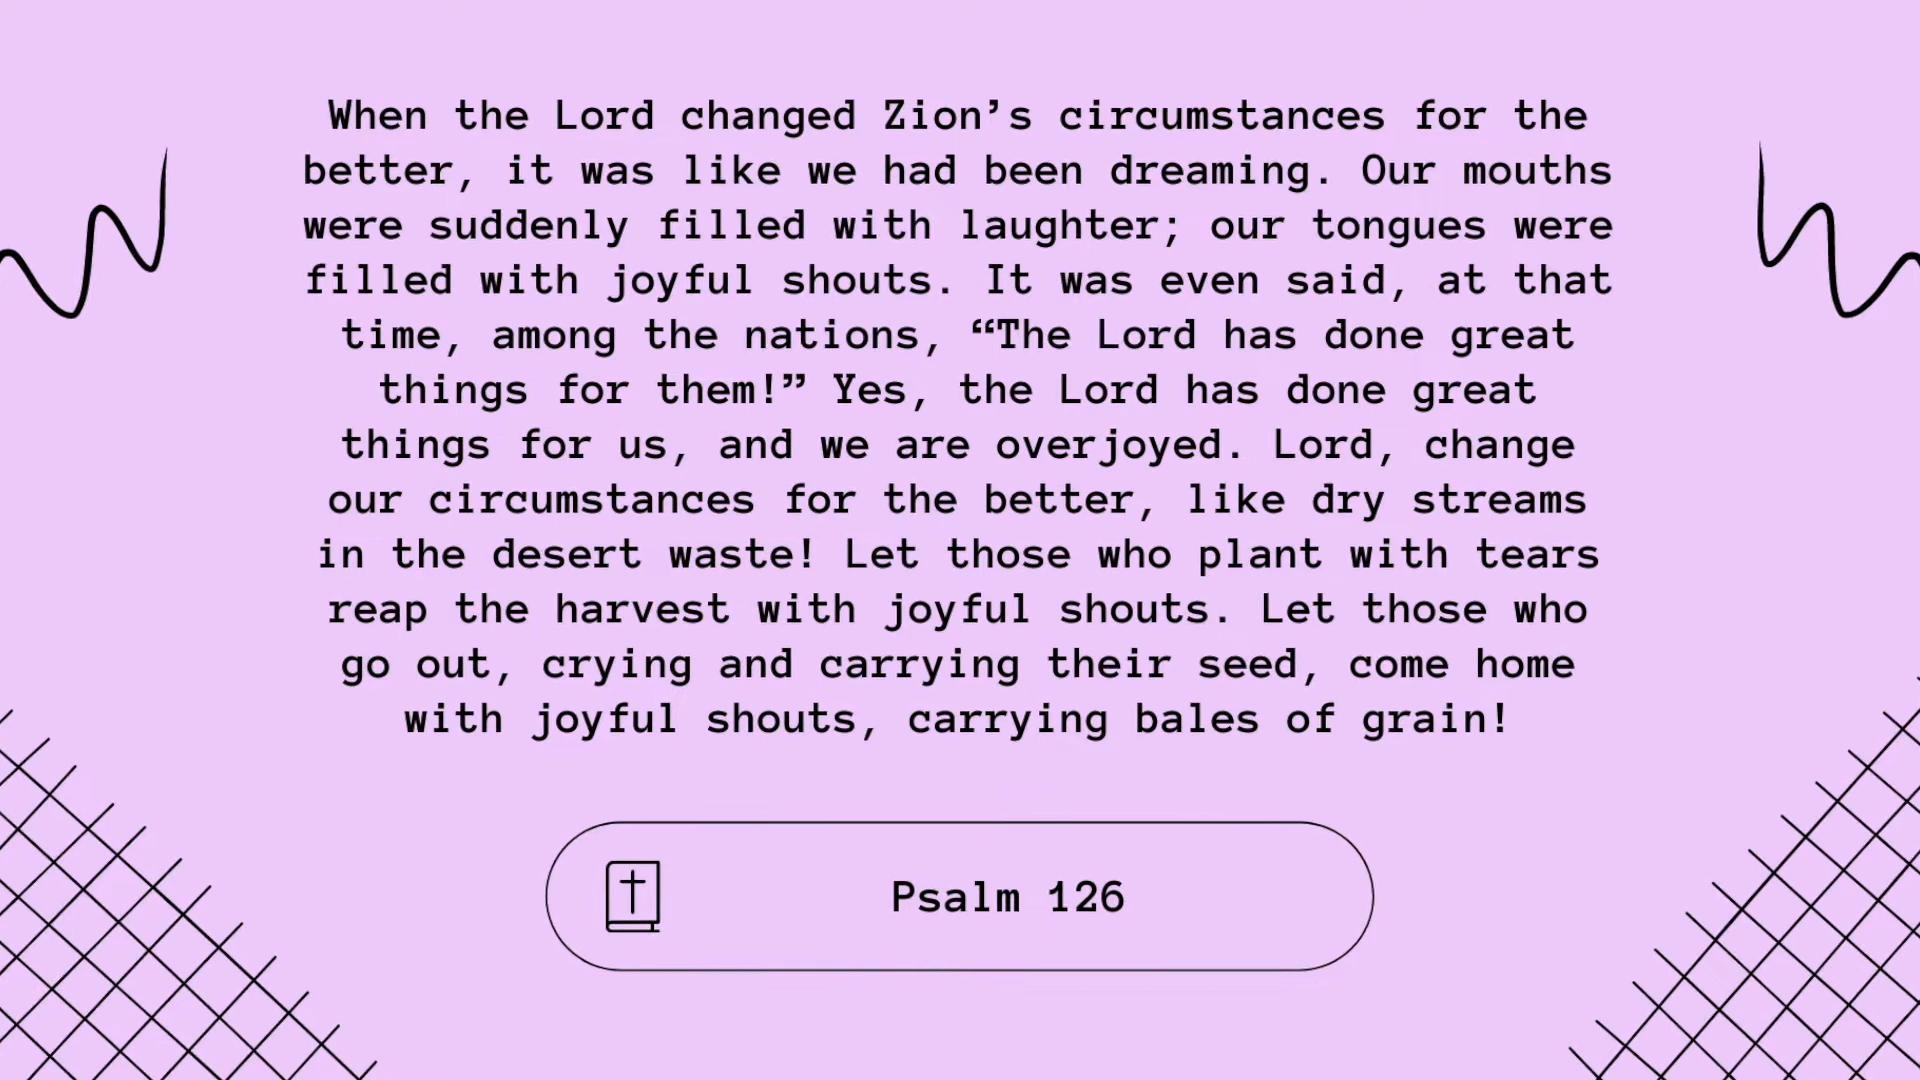 When the Lord changed Zion’s circumstances for the
better, it was like we had been dreaming. Our mouths
were suddenly filled with laughter; our tongues were
filled with joyful shouts. It was even said, at that
time, among the nations, “The Lord has done great
things for them!” Yes, the Lord has done great
things for us, and we are overjoyed. Lord, change
our circumstances for the better, like dry streams
in the desert waste! Let those who plant with tears
reap the harvest with joyful shouts. Let those who
go out, crying and carrying their seed, come home
with joyful shouts, carrying bales of grain!
Psalm 126